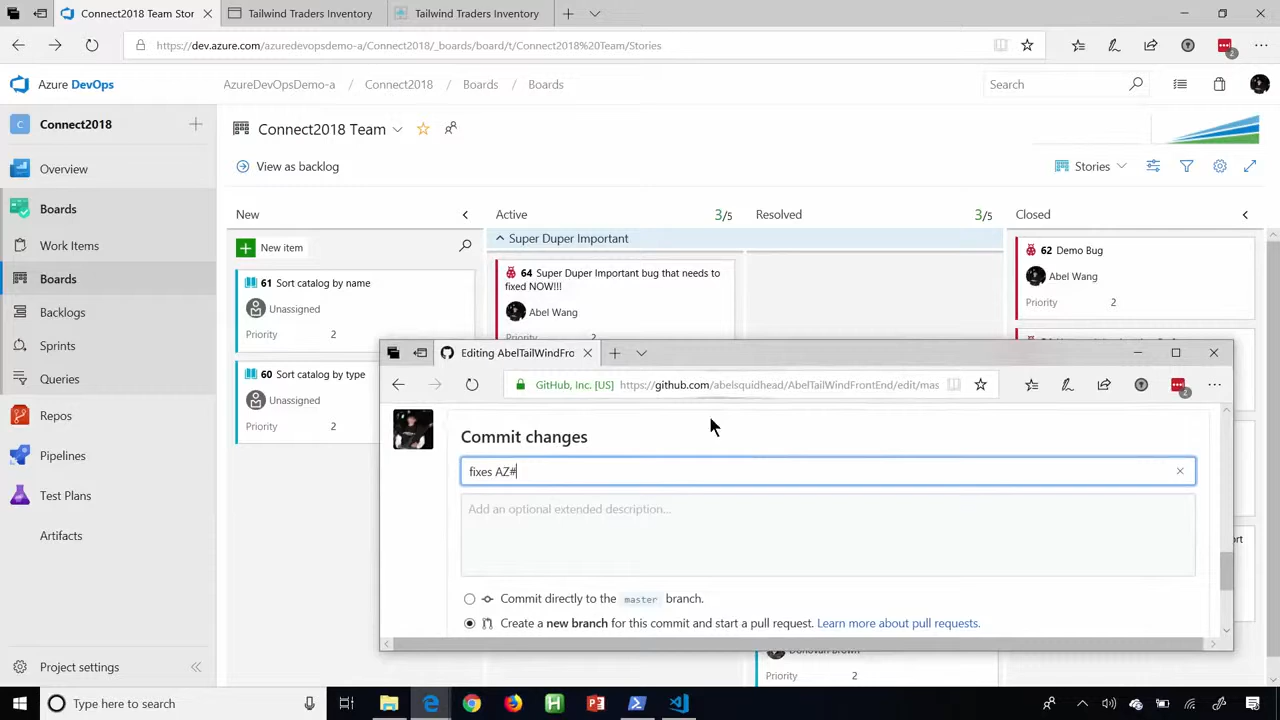 Connect2018 Team Stor
Tailwind Traders Inventory
Tailwind Traders Inventory
https://dev.azure.com/azuredevopsdemo-a/Connect2018/_boards/board/t/Connect2018%20Team/Stories
2
Azure DevOps
AzureDevOpsDemo-a / Connect2018 / Boards / Boards
Search
C Connect2018
Overview
Boards
Work Items
Boards
Backlogs
Sprints
Queries
Repos
Pipelines
Test Plans
Artifacts
Project settings
Connect2018 Team
View as backlog
Stories
New
Active 3/5
Resolved 3/5
Closed
New item
61 Sort catalog by name
Unassigned
Priority 2
60 Sort catalog by type
Unassigned
Priority 2
Super Duper Important
64 Super Duper Important bug that needs to
fixed NOW!!!
Abel Wang
Priority 2
62 Demo Bug
Abel Wang
Priority 2
Editing AbelTailWindFro
GitHub, Inc. [US] https://github.com/abelsquidhead/AbelTailWindFrontEnd/edit/mas
2
Commit changes
fixes AZ#
Add an optional extended description...
Commit directly to the master branch.
Create a new branch for this commit and start a pull request. Learn more about pull requests.
Donovan Brown
Priority 2
Type here to search